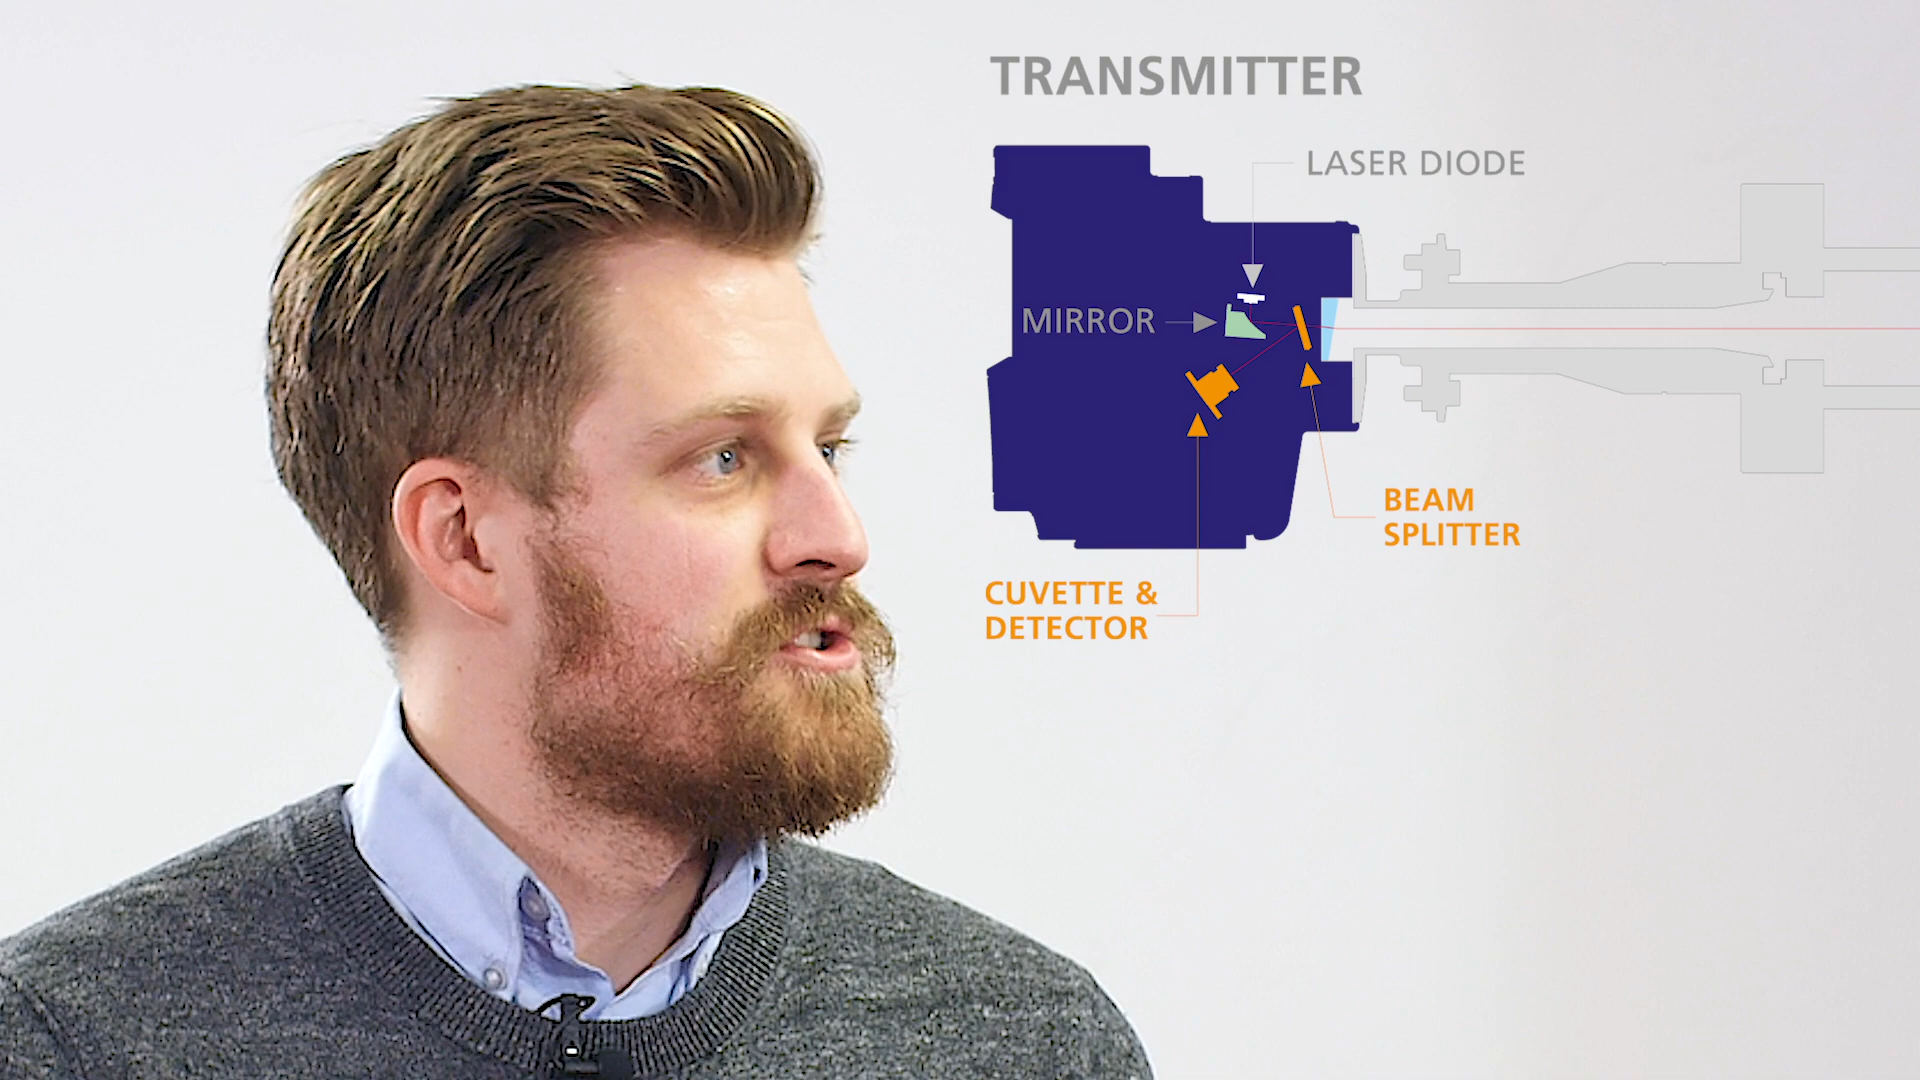 TRANSMITTER
LASER DIODE
MIRROR
BEAM
SPLITTER
CUVETTE &
DETECTOR